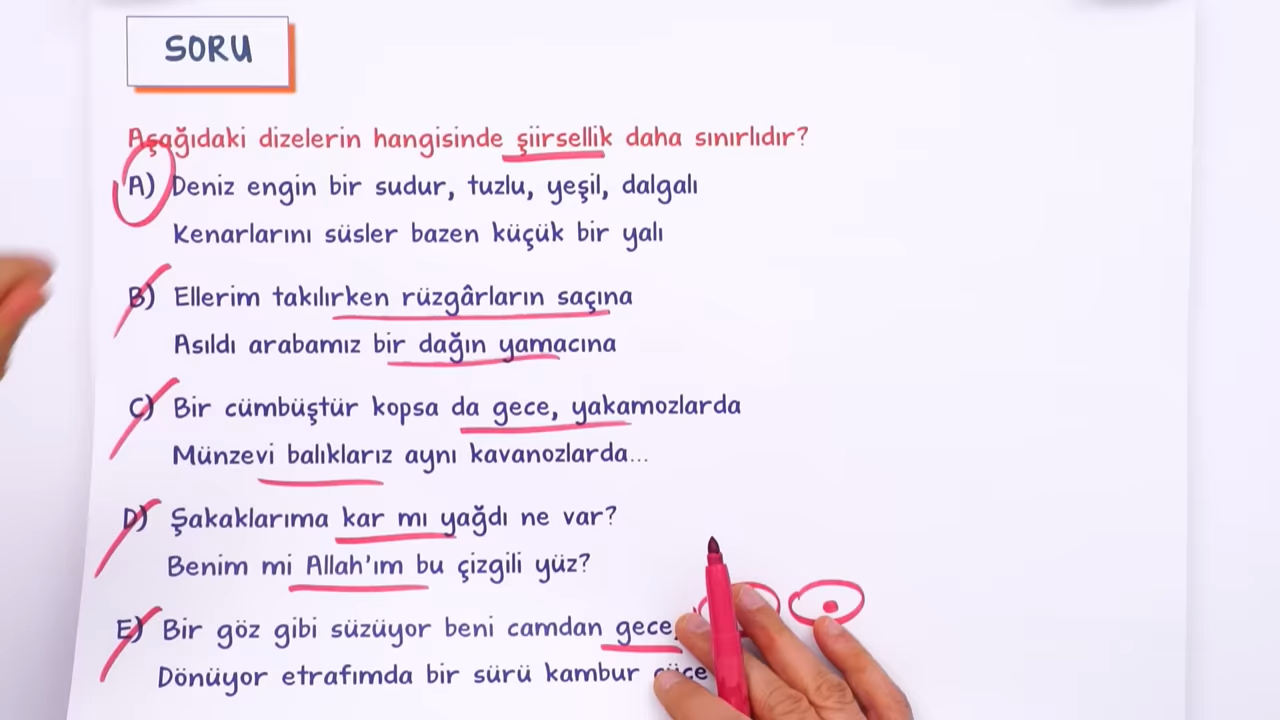 SORU
Aşağıdaki dizelerin hangisinde şiirsellik daha sınırlıdır?
A) Deniz engin bir sudur, tuzlu, yeşil, dalgalı
Kenarlarını süsler bazen küçük bir yalı
B) Ellerim takılırken rüzgârların saçına
Asıldı arabamız bir dağın yamacına
C) Bir cümbüştür kopsa da gece, yakamozlarda
Münzevi balıklarız aynı kavanozlarda...
D) Şakaklarıma kar mı yağdı ne var?
Benim mi Allah'ım bu çizgili yüz?
E) Bir göz gibi süzüyor beni camdan gece,
Dönüyor etrafımda bir sürü kambur